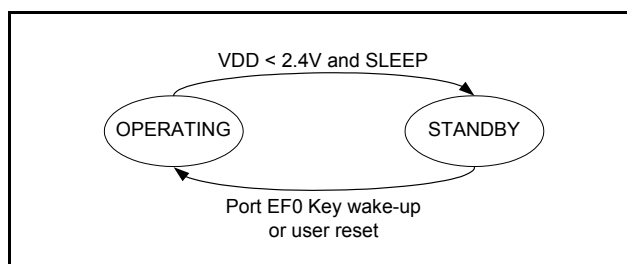 VDD < 2.4V and SLEEP
OPERATING
STANDBY
Port EF0 Key wake-up
or user reset